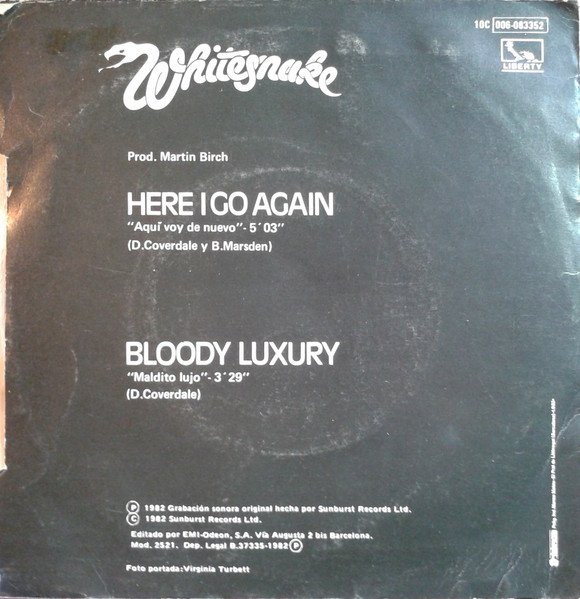 10C 006-083352
Whitesnake
LIBERTY
Prod. Martin Birch
HERE I GO AGAIN
"Aquí voy de nuevo"- 5´03"
(D.Coverdale y B.Marsden)
BLOODY LUXURY
"Maldito lujo"- 3´29"
(D.Coverdale)
Ⓟ 1982 Grabación sonora original hecha por Sunburst Records Ltd.
© 1982 Sunburst Records Ltd.
Editado por EMI-Odeon, S.A. Vía Augusta 2 bis Barcelona.
Mod. 2521. Dep. Legal B.37335-1982 Ⓟ
Foto portada: Virginia Turbett